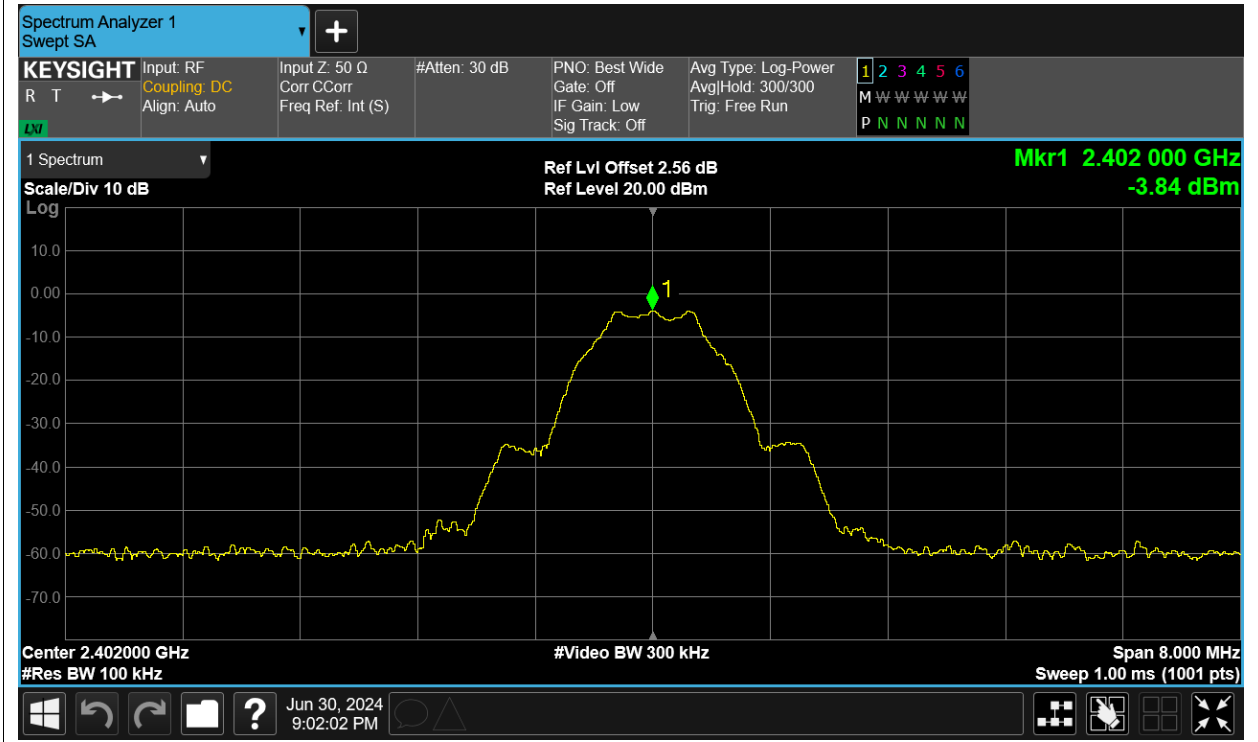 Spectrum Analyzer 1
Swept SA
KEYSIGHT
R T
LXI
Input: RF
Coupling: DC
Align: Auto
Input Z: 50 Ω
Corr CCorr
Freq Ref: Int (S)
#Atten: 30 dB
PNO: Best Wide
Gate: Off
IF Gain: Low
Sig Track: Off
Avg Type: Log-Power
Avg|Hold: 300/300
Trig: Free Run
1 2 3 4 5 6
M W W W W W
P N N N N N
1 Spectrum
Scale/Div 10 dB
Log
Ref Lvl Offset 2.56 dB
Ref Level 20.00 dBm
Mkr1 2.402 000 GHz
-3.84 dBm
10.0
0.00
-10.0
-20.0
-30.0
-40.0
-50.0
-60.0
-70.0
1
Center 2.402000 GHz
#Res BW 100 kHz
#Video BW 300 kHz
Span 8.000 MHz
Sweep 1.00 ms (1001 pts)
?
Jun 30, 2024
9:02:02 PM